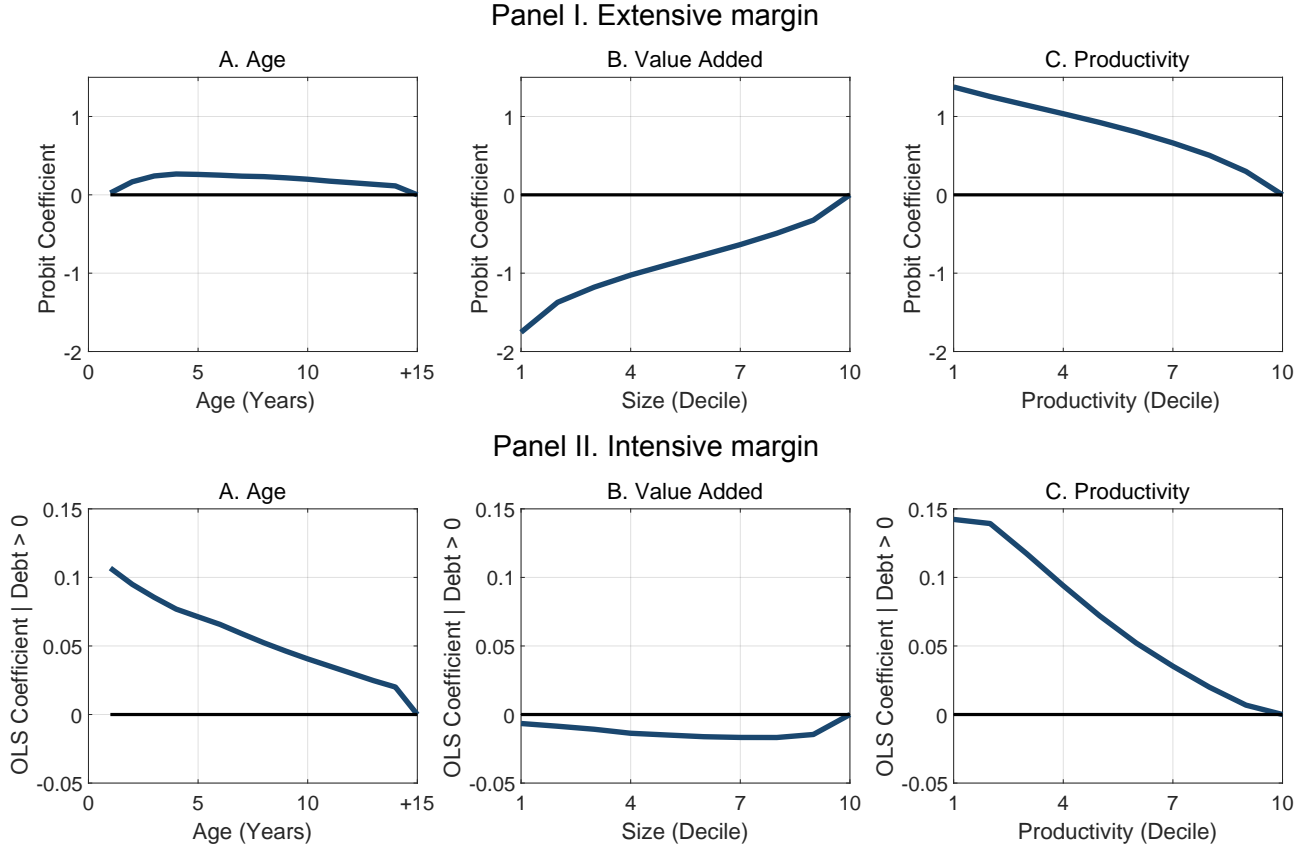 Panel I. Extensive margin
A. Age
Probit Coefficient
1
0
-1
-2
0
5
10
+15
Age (Years)
B. Value Added
Probit Coefficient
1
0
-1
-2
1
4
7
10
Size (Decile)
C. Productivity
Probit Coefficient
1
0
-1
-2
1
4
7
10
Productivity (Decile)
Panel II. Intensive margin
A. Age
OLS Coefficient | Debt > 0
0.15
0.1
0.05
0
-0.05
0
5
10
+15
Age (Years)
B. Value Added
OLS Coefficient | Debt > 0
0.15
0.1
0.05
0
-0.05
1
4
7
10
Size (Decile)
C. Productivity
OLS Coefficient | Debt > 0
0.15
0.1
0.05
0
-0.05
1
4
7
10
Productivity (Decile)